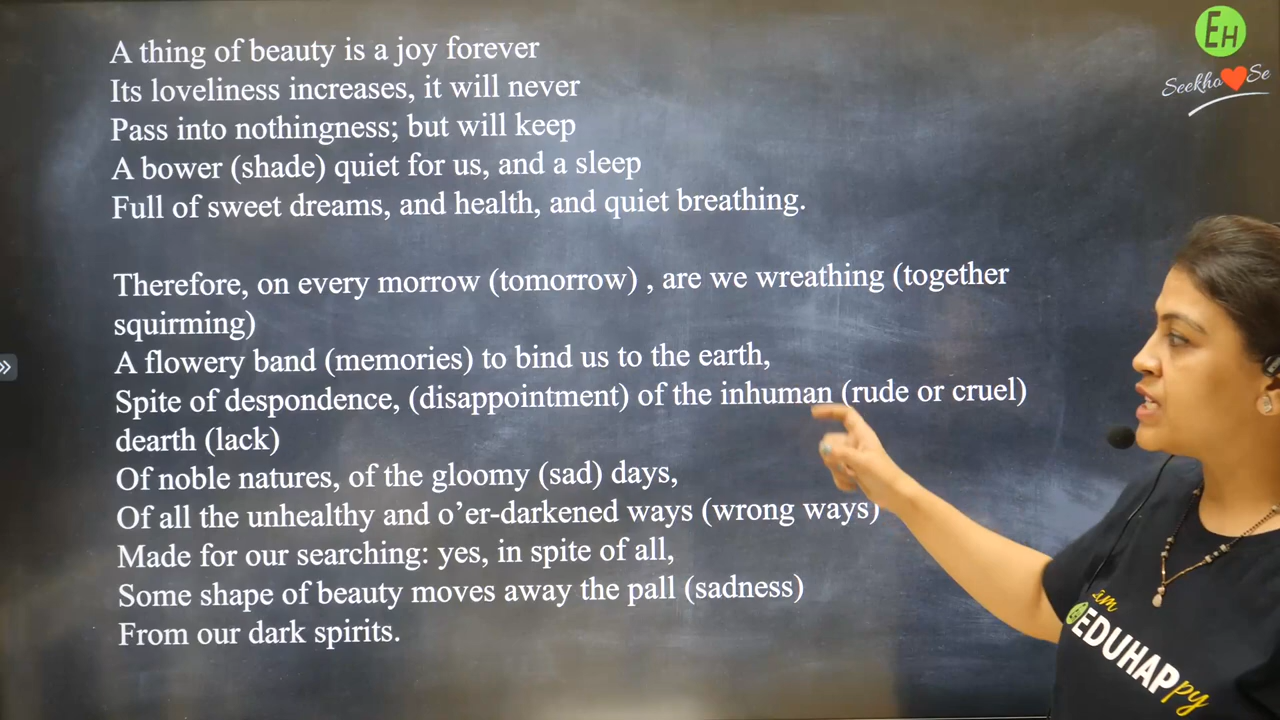 A thing of beauty is a joy forever
Its loveliness increases, it will never
Pass into nothingness; but will keep
A bower (shade) quiet for us, and a sleep
Full of sweet dreams, and health, and quiet breathing.
Therefore, on every morrow (tomorrow) , are we wreathing (together
squirming)
A flowery band (memories) to bind us to the earth,
Spite of despondence, (disappointment) of the inhuman (rude or cruel)
dearth (lack)
Of noble natures, of the gloomy (sad) days,
Of all the unhealthy and o’er-darkened ways (wrong ways)
Made for our searching: yes, in spite of all,
Some shape of beauty moves away the pall (sadness)
From our dark spirits.
EH
Seekho❤️Se
»
i am
EDUHAPpy